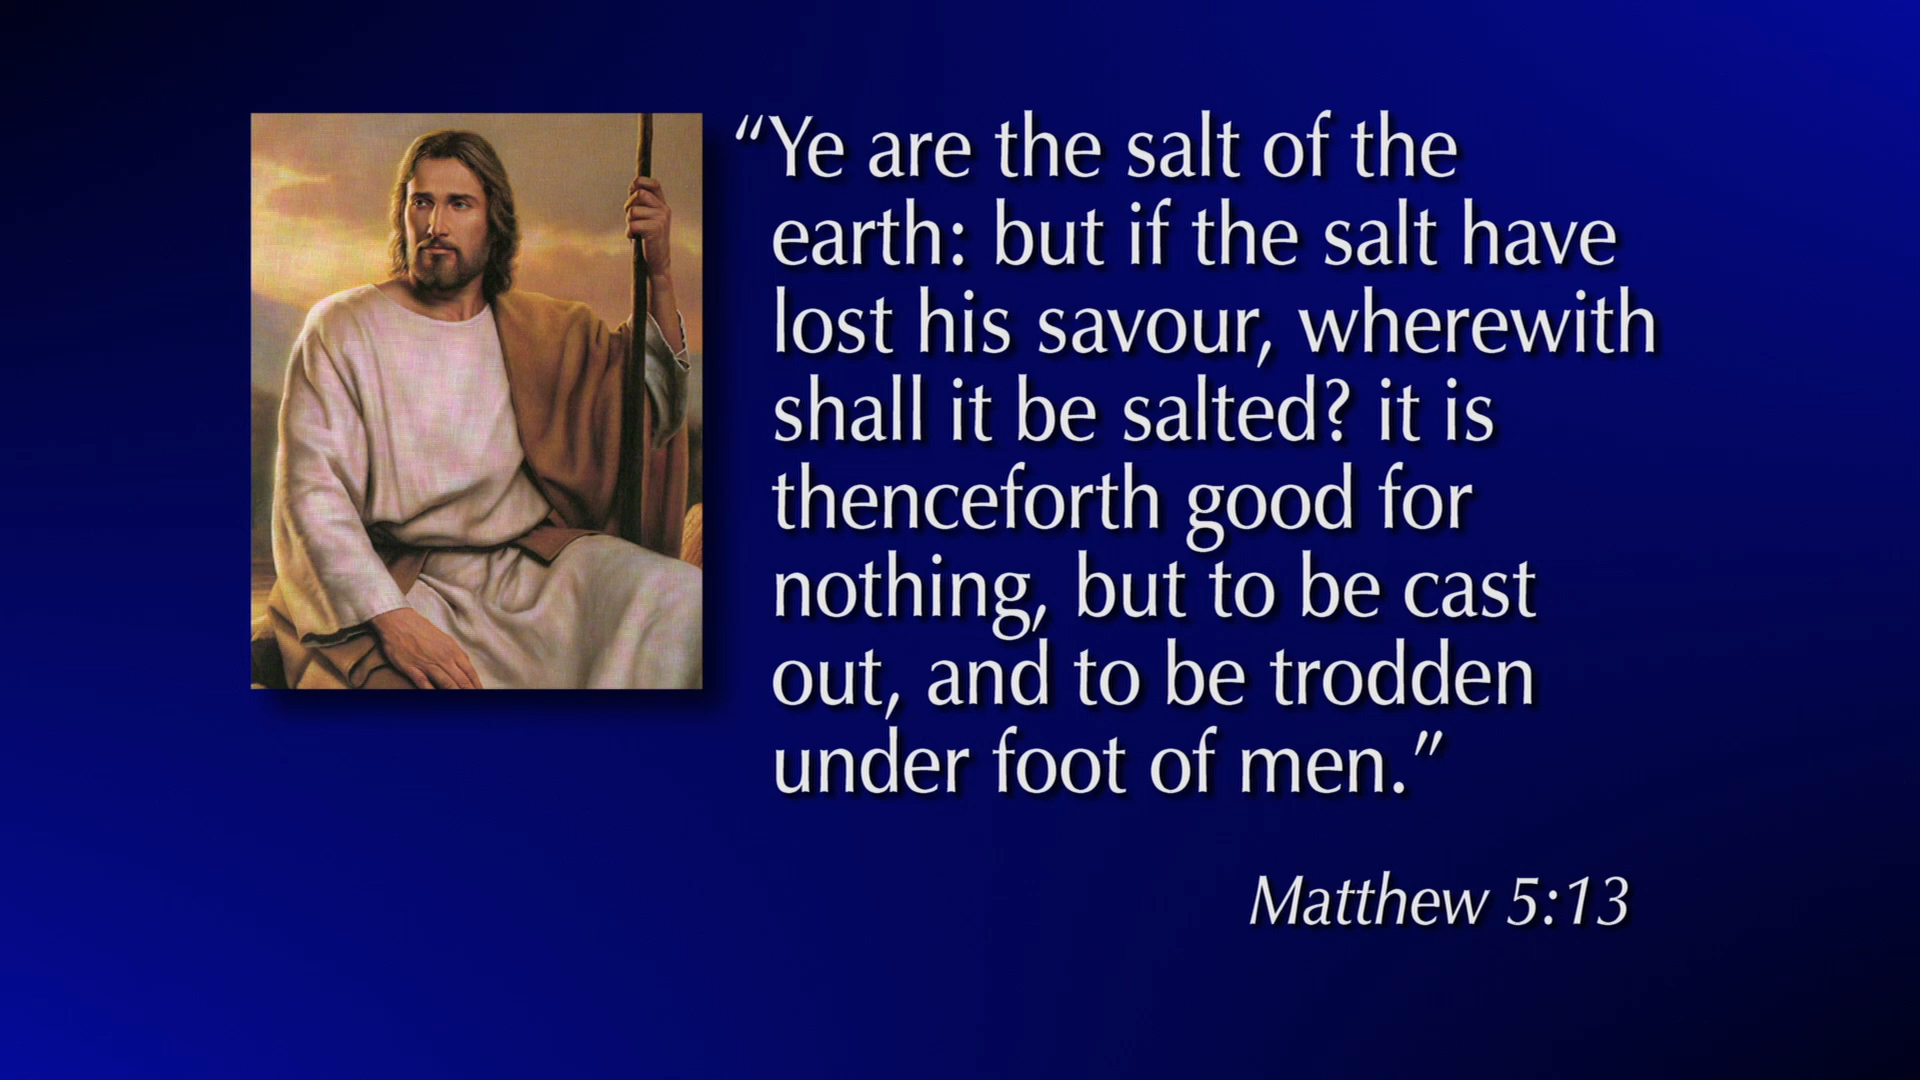 “Ye are the salt of the
earth: but if the salt have
lost his savour, wherewith
shall it be salted? it is
thenceforth good for
nothing, but to be cast
out, and to be trodden
under foot of men.”
Matthew 5:13